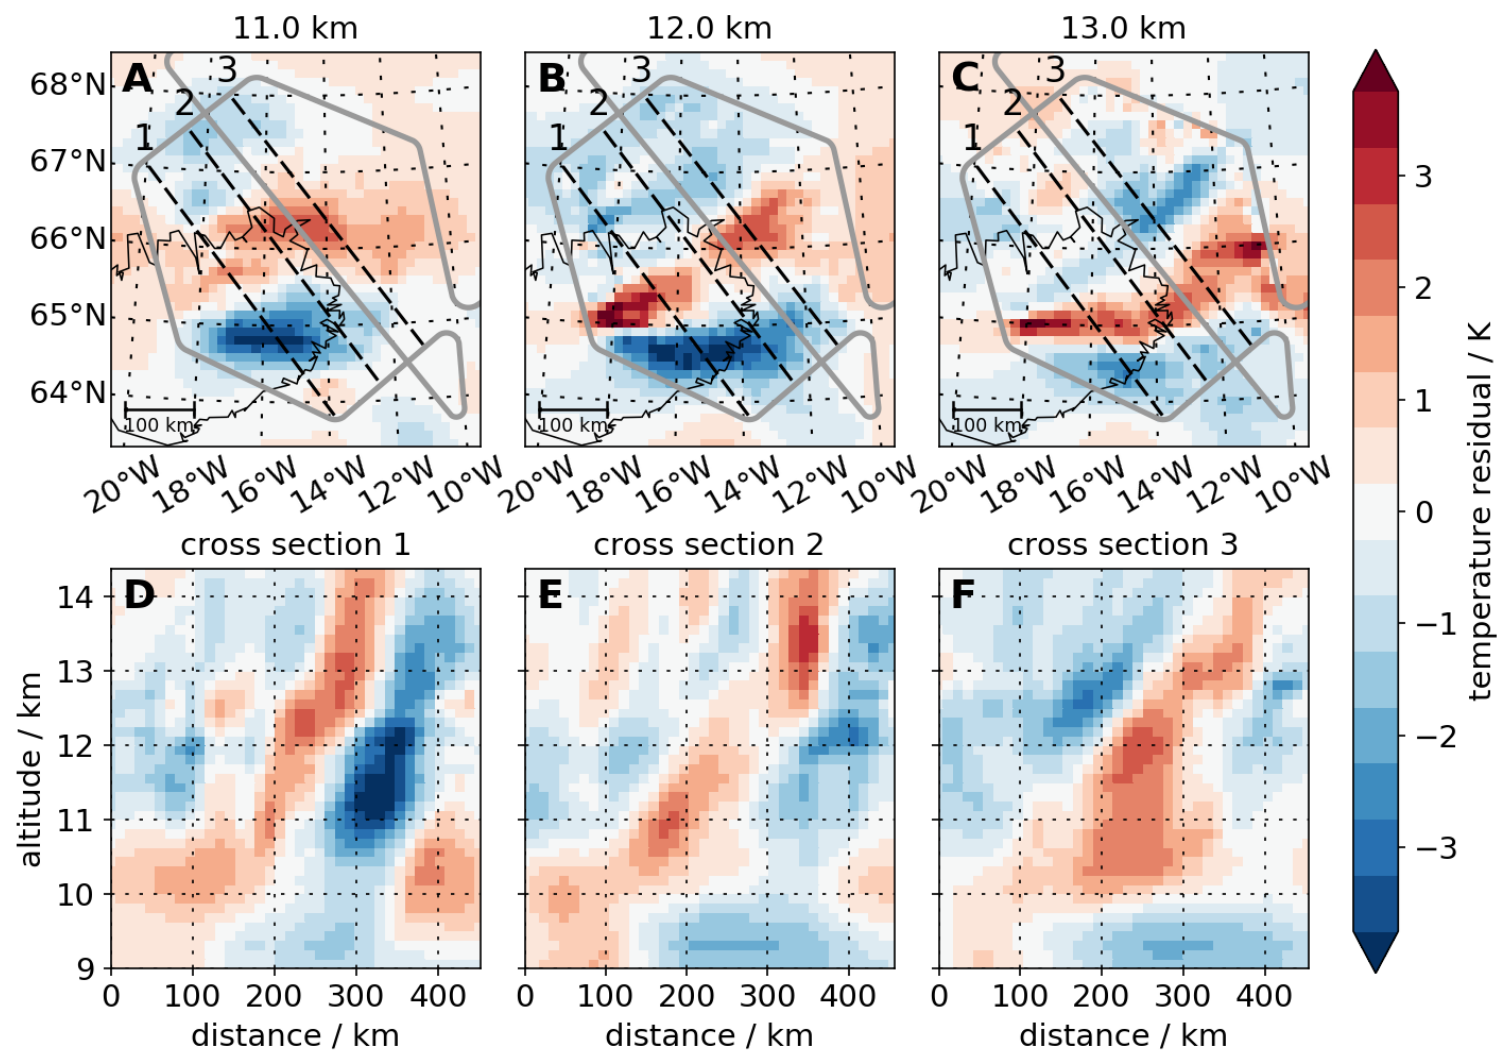 11.0 km
12.0 km
13.0 km
A
B
C
1
2
3
1
2
3
1
2
3
68°N
67°N
66°N
65°N
64°N
100 km
100 km
100 km
20°W
18°W
16°W
14°W
12°W
10°W
20°W
18°W
16°W
14°W
12°W
10°W
20°W
18°W
16°W
14°W
12°W
10°W
cross section 1
cross section 2
cross section 3
D
E
F
14
13
12
11
10
9
altitude / km
0
100
200
300
400
0
100
200
300
400
0
100
200
300
400
distance / km
distance / km
distance / km
3
2
1
0
−1
−2
−3
temperature residual / K